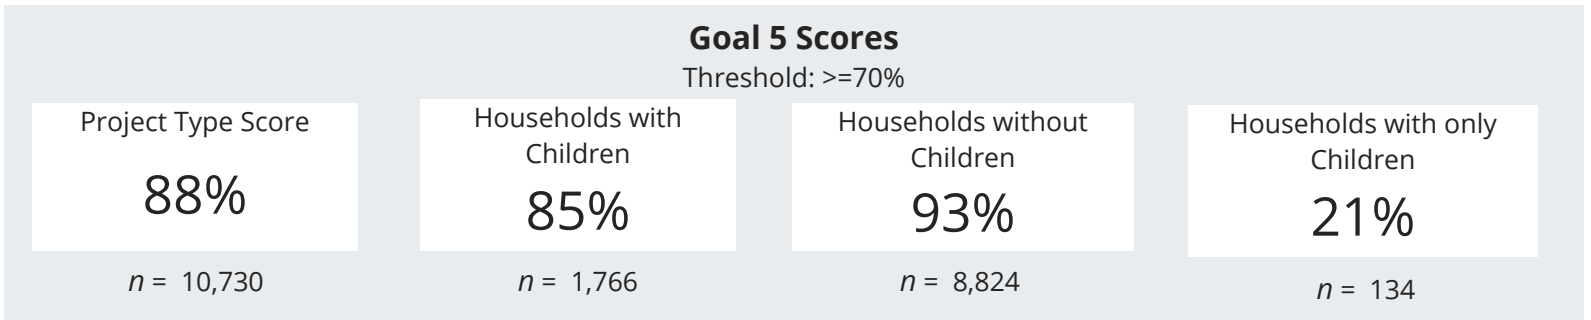 Goal 5 Scores
Threshold: >=70%
Project Type Score
88%
n = 10,730
Households with
Children
85%
n = 1,766
Households without
Children
93%
n = 8,824
Households with only
Children
21%
n = 134